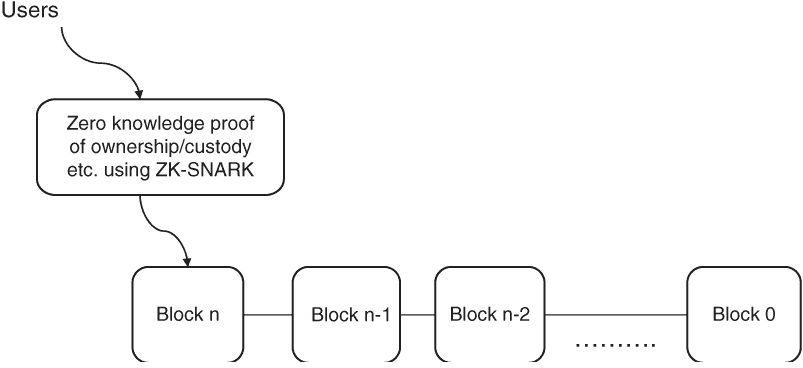 Users
Zero knowledge proof
of ownership/custody
etc. using ZK-SNARK
Block n
Block n-1
Block n-2
Block 0
..........